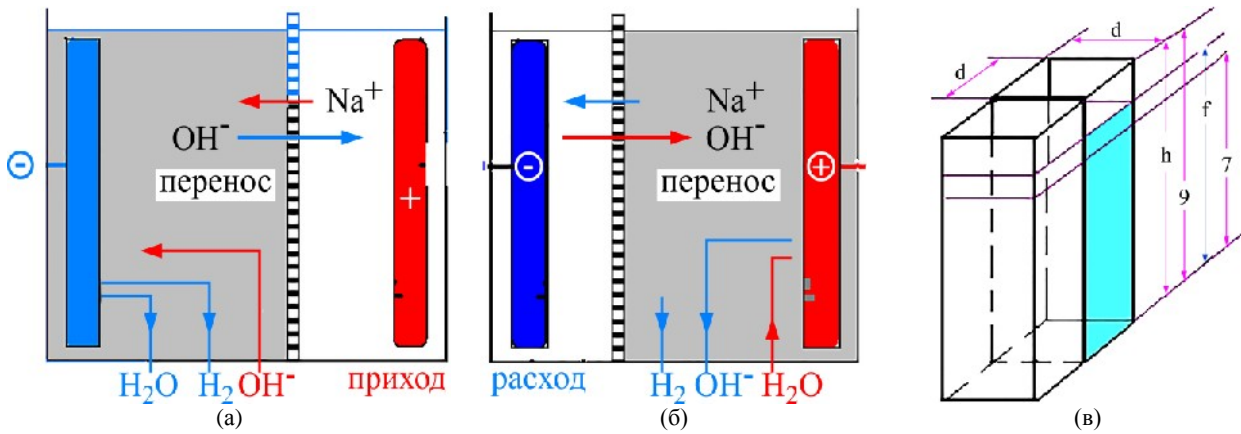 Na⁺
OH⁻
перенос
⊖
+
H₂O
H₂
OH⁻
приход
(а)
Na⁺
OH⁻
перенос
-
+
расход
H₂
OH⁻
H₂O
(б)
d
d
h
9
f
7
(в)